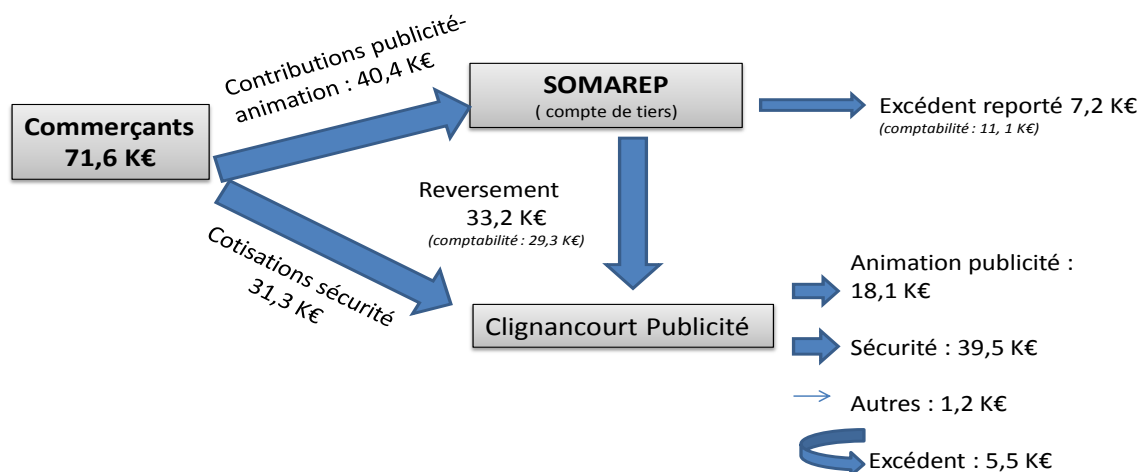 Contributions publicité-
animation : 40,4 K€
Commerçants
71,6 K€
SOMAREP
( compte de tiers)
Excédent reporté 7,2 K€
(comptabilité : 11, 1 K€)
Reversement
33,2 K€
(comptabilité : 29,3 K€)
Cotisations sécurité
31,3 K€
Clignancourt Publicité
Animation publicité :
18,1 K€
Sécurité : 39,5 K€
Autres : 1,2 K€
Excédent : 5,5 K€